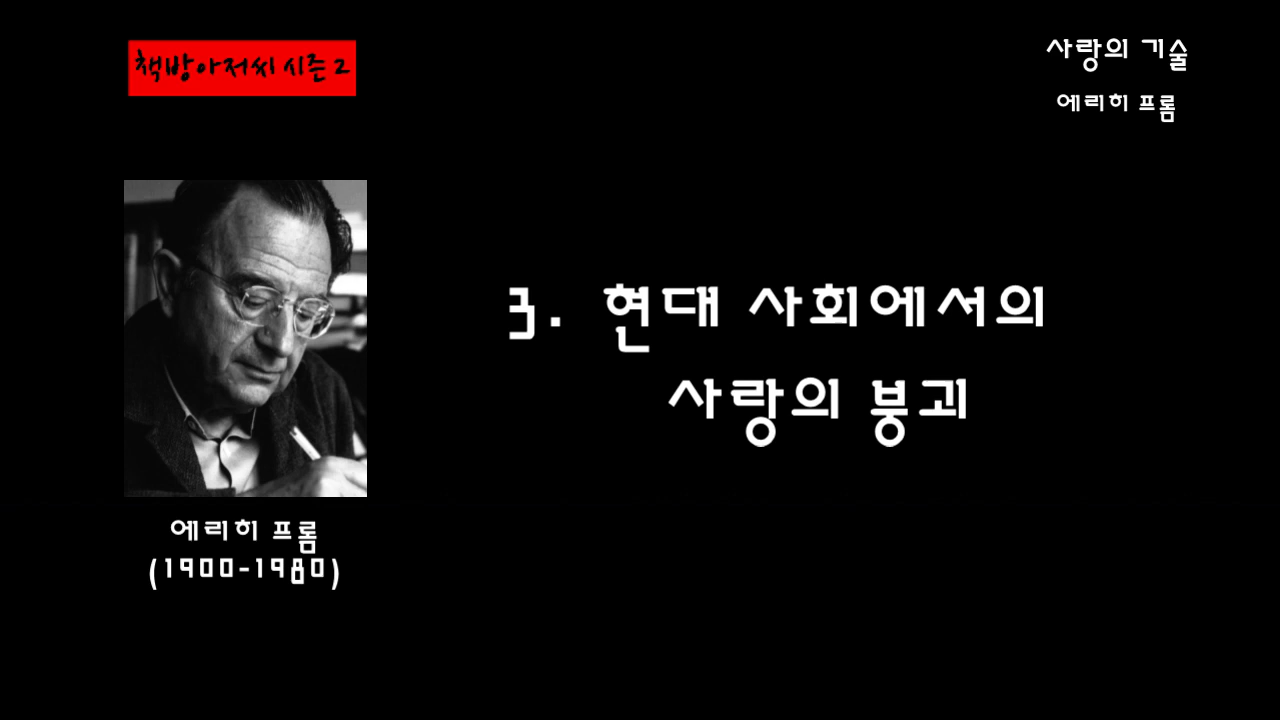 책방아저씨 시즌 2
사랑의 기술
에리히 프롬
3. 현대 사회에서의
사랑의 붕괴
에리히 프롬
(1900-1980)